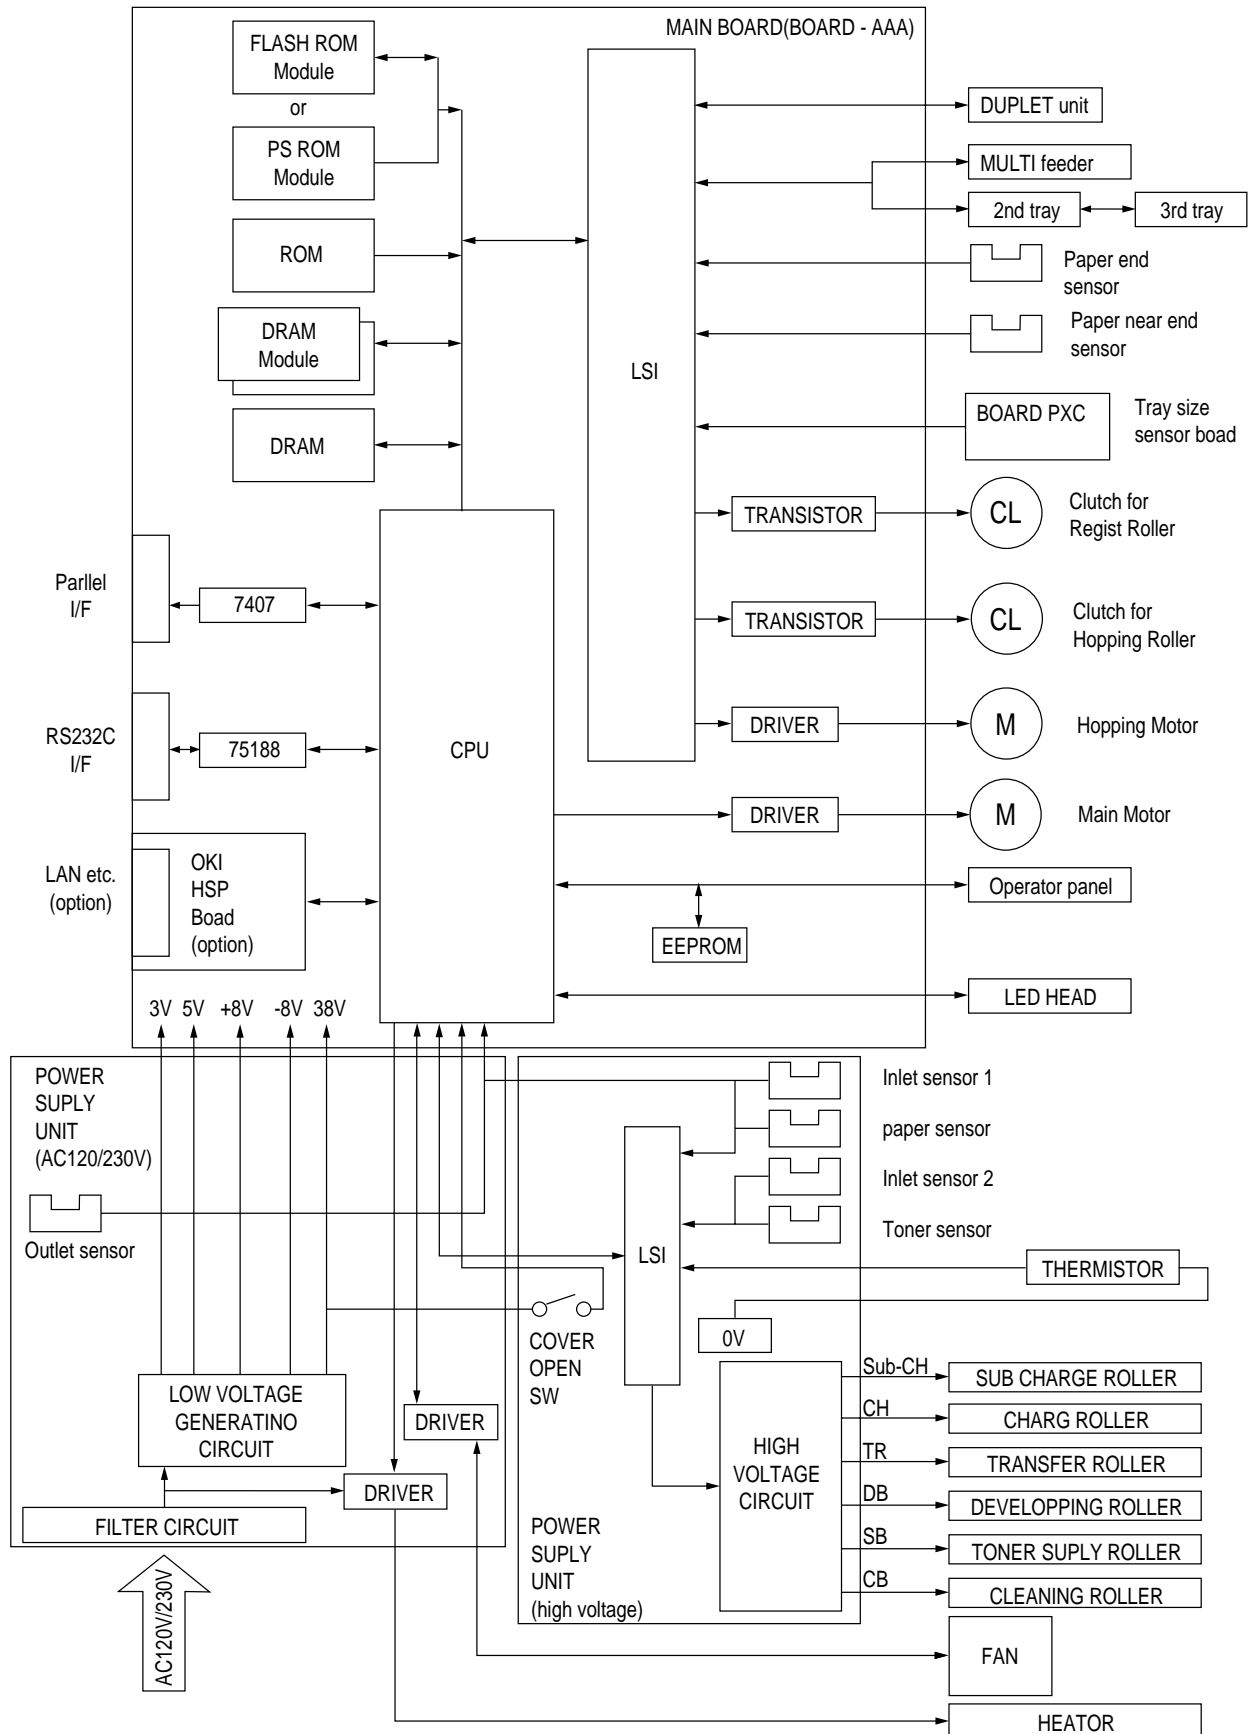 MAIN BOARD(BOARD - AAA)
FLASH ROM
Module
or
PS ROM
Module
ROM
DRAM
Module
DRAM
LSI
DUPLET unit
MULTI feeder
2nd tray
3rd tray
Paper end
sensor
Paper near end
sensor
BOARD PXC
Tray size
sensor boad
TRANSISTOR
CL
Clutch for
Regist Roller
TRANSISTOR
CL
Clutch for
Hopping Roller
DRIVER
M
Hopping Motor
DRIVER
M
Main Motor
Parllel
I/F
7407
RS232C
I/F
75188
CPU
LAN etc.
(option)
OKI
HSP
Boad
(option)
Operator panel
EEPROM
LED HEAD
3V
5V
+8V
-8V
38V
POWER
SUPLY
UNIT
(AC120/230V)
Outlet sensor
Inlet sensor 1
paper sensor
Inlet sensor 2
Toner sensor
LSI
THERMISTOR
0V
COVER
OPEN
SW
LOW VOLTAGE
GENERATINO
CIRCUIT
DRIVER
DRIVER
FILTER CIRCUIT
AC120V/230V
HIGH
VOLTAGE
CIRCUIT
POWER
SUPLY
UNIT
(high voltage)
Sub-CH
SUB CHARGE ROLLER
CH
CHARG ROLLER
TR
TRANSFER ROLLER
DB
DEVELOPPING ROLLER
SB
TONER SUPLY ROLLER
CB
CLEANING ROLLER
FAN
HEATOR